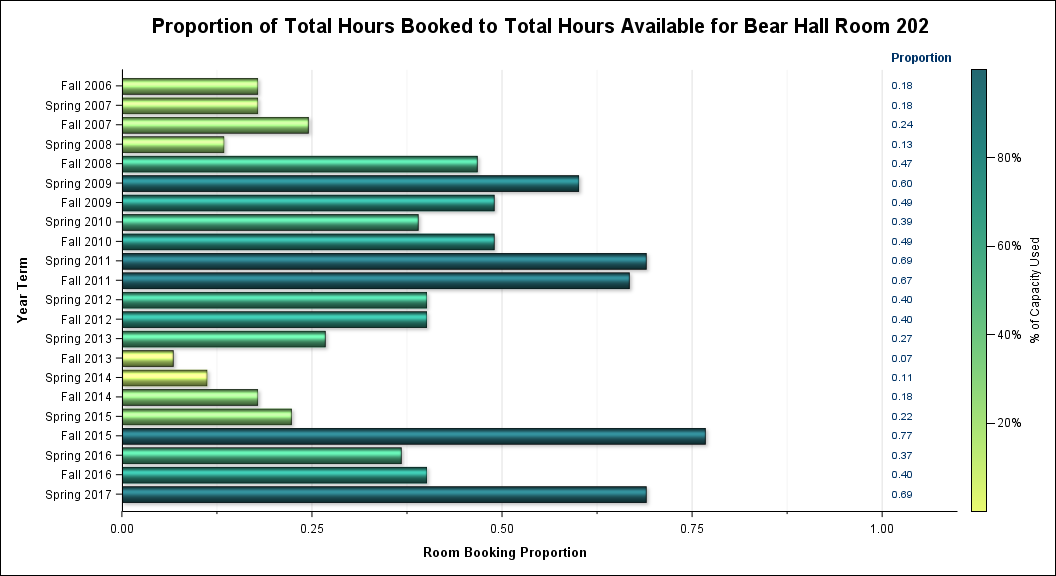 Proportion of Total Hours Booked to Total Hours Available for Bear Hall Room 202
Proportion
Fall 2006 0.18
Spring 2007 0.18
Fall 2007 0.24
Spring 2008 0.13
Fall 2008 0.47
Spring 2009 0.60
Fall 2009 0.49
Spring 2010 0.39
Fall 2010 0.49
Spring 2011 0.69
Fall 2011 0.67
Spring 2012 0.40
Fall 2012 0.40
Spring 2013 0.27
Fall 2013 0.07
Spring 2014 0.11
Fall 2014 0.18
Spring 2015 0.22
Fall 2015 0.77
Spring 2016 0.37
Fall 2016 0.40
Spring 2017 0.69
Year Term
0.00 0.25 0.50 0.75 1.00
Room Booking Proportion
80%
60%
40%
20%
% of Capacity Used